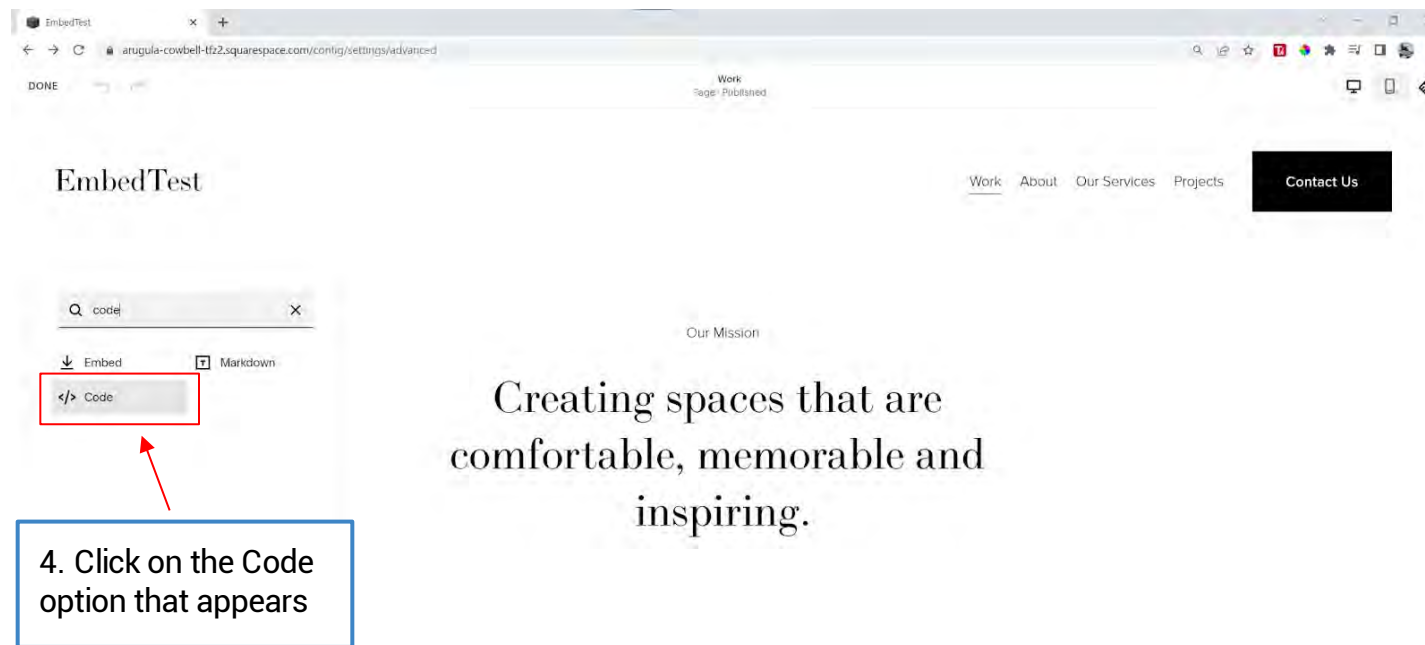 EmbedTest
arugula-cowbell-tfz2.squarespace.com/config/settings/advanced
DONE
Work
Page · Published
EmbedTest
Work About Our Services Projects Contact Us
code
Embed Markdown
</> Code
Our Mission
Creating spaces that are
comfortable, memorable and
inspiring.
4. Click on the Code
option that appears